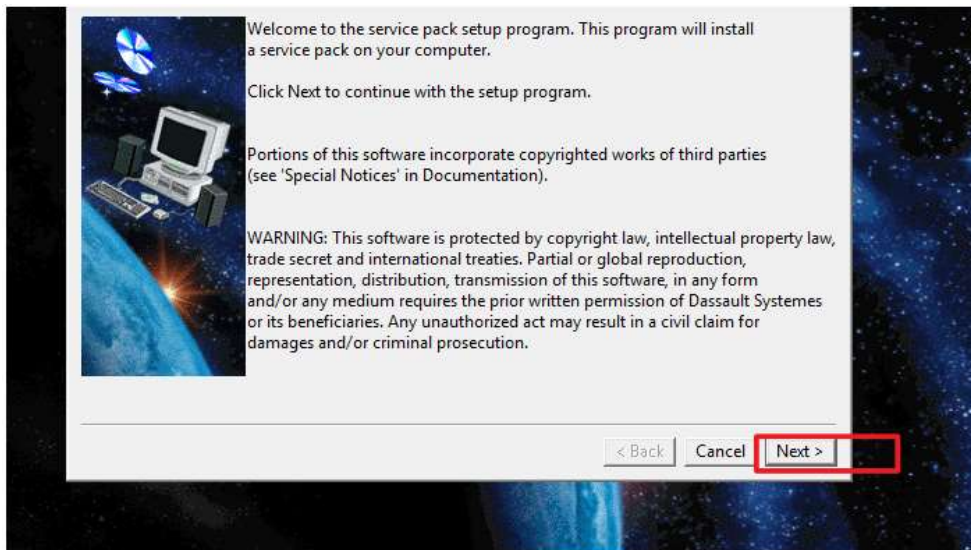 Welcome to the service pack setup program. This program will install
a service pack on your computer.
Click Next to continue with the setup program.
Portions of this software incorporate copyrighted works of third parties
(see 'Special Notices' in Documentation).
WARNING: This software is protected by copyright law, intellectual property law,
trade secret and international treaties. Partial or global reproduction,
representation, distribution, transmission of this software, in any form
and/or any medium requires the prior written permission of Dassault Systemes
or its beneficiaries. Any unauthorized act may result in a civil claim for
damages and/or criminal prosecution.
< Back Cancel Next >